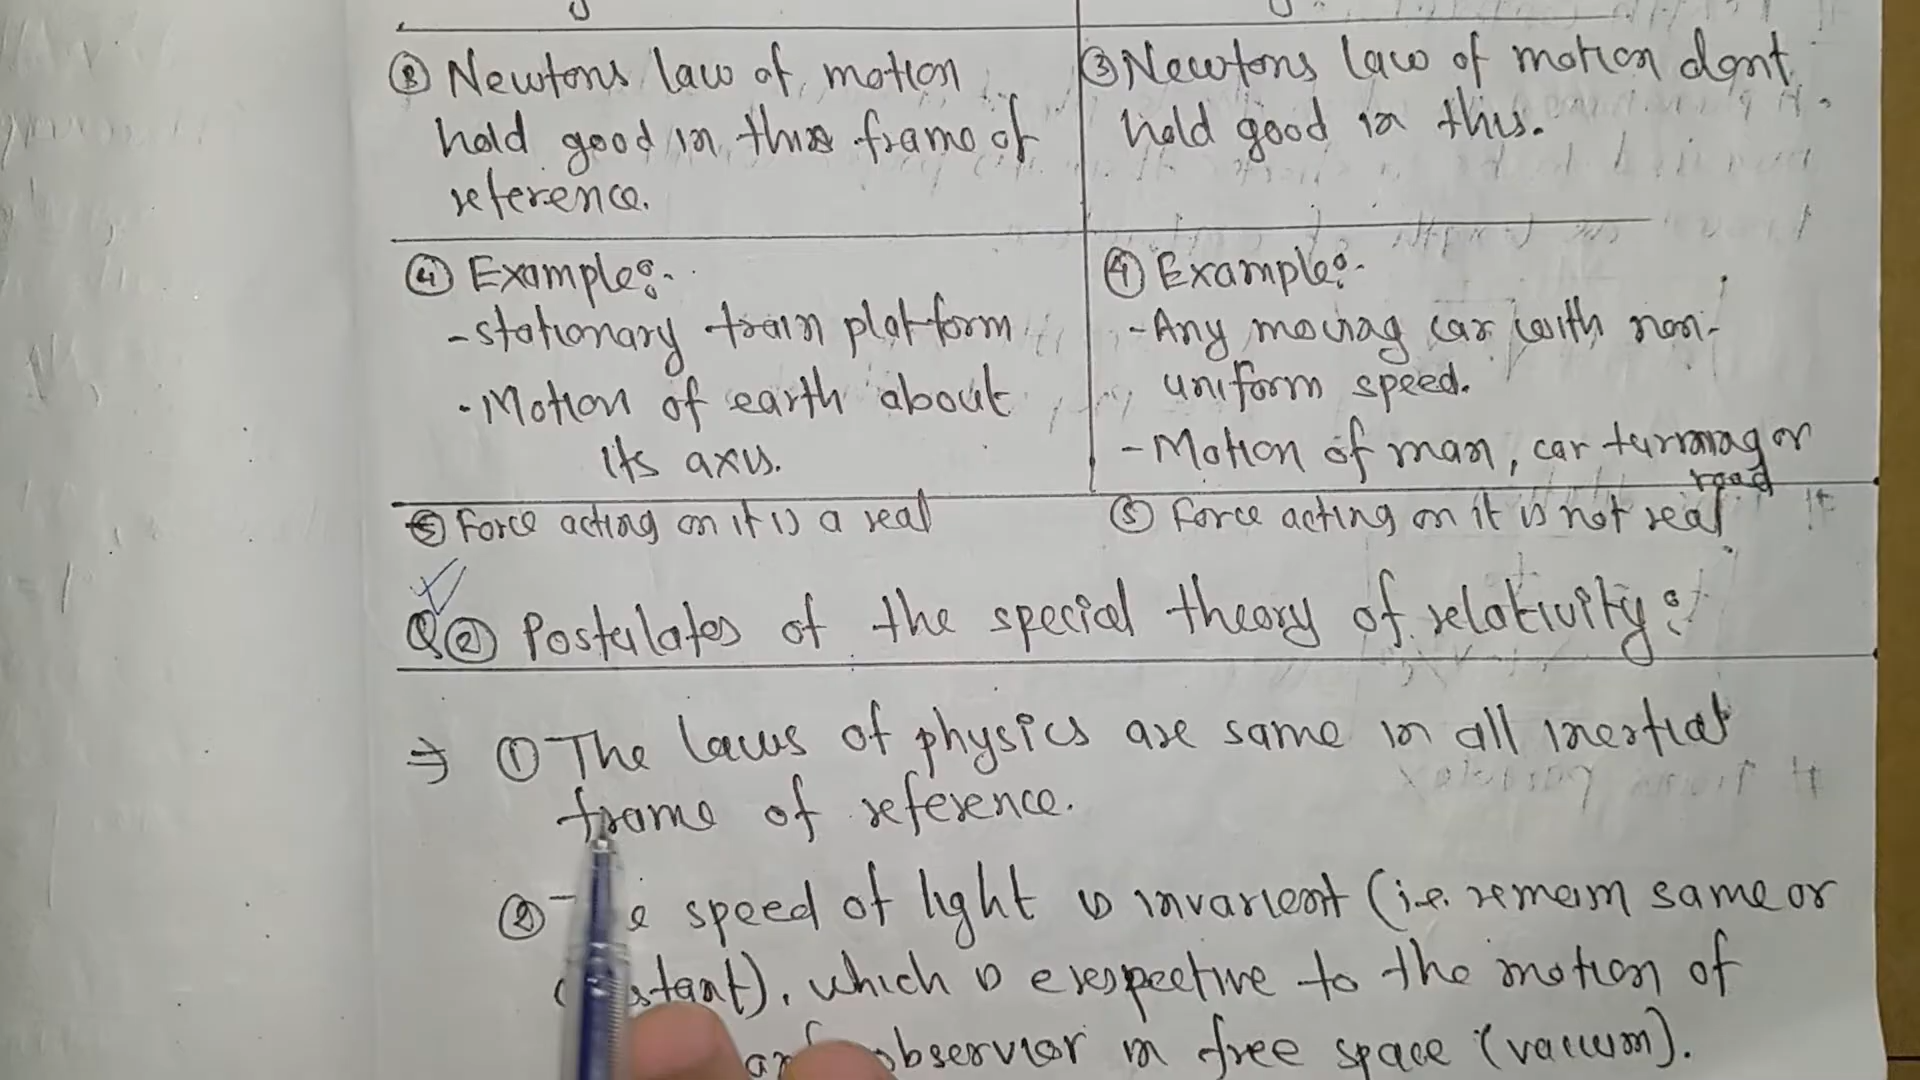 ③ Newtons law of motion
hold good in this frame of
reference.
③ Newtons law of motion dont
hold good in this.
④ Example:-
- stationary train platform
- Motion of earth about
its axis.
④ Example:-
- Any moving car with non-
uniform speed.
- Motion of man, car turning or
road
⑤ Force acting on it is a real
⑤ Force acting on it is not real
Q② Postulates of the special theory of relativity:
⇒ ① The laws of physics are same in all inertial
frame of reference.
② speed of light is invarient (i.e. remain same or
stant), which is erespective to the motion of
observer in free space (vacuum).